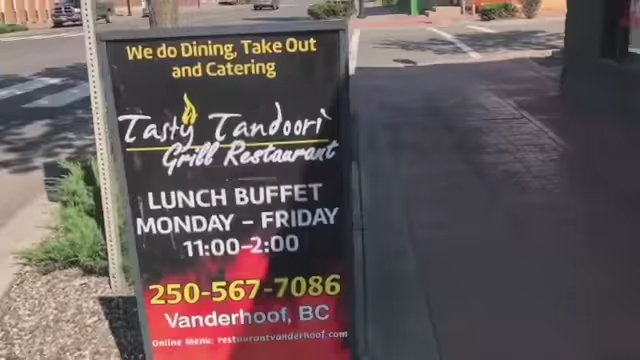 We do Dining, Take Out
and Catering
Tasty Tandoori
Grill Restaurant
LUNCH BUFFET
MONDAY – FRIDAY
11:00-2:00
250-567-7086
Vanderhoof, BC
Online Menu: restaurantvanderhoof.com